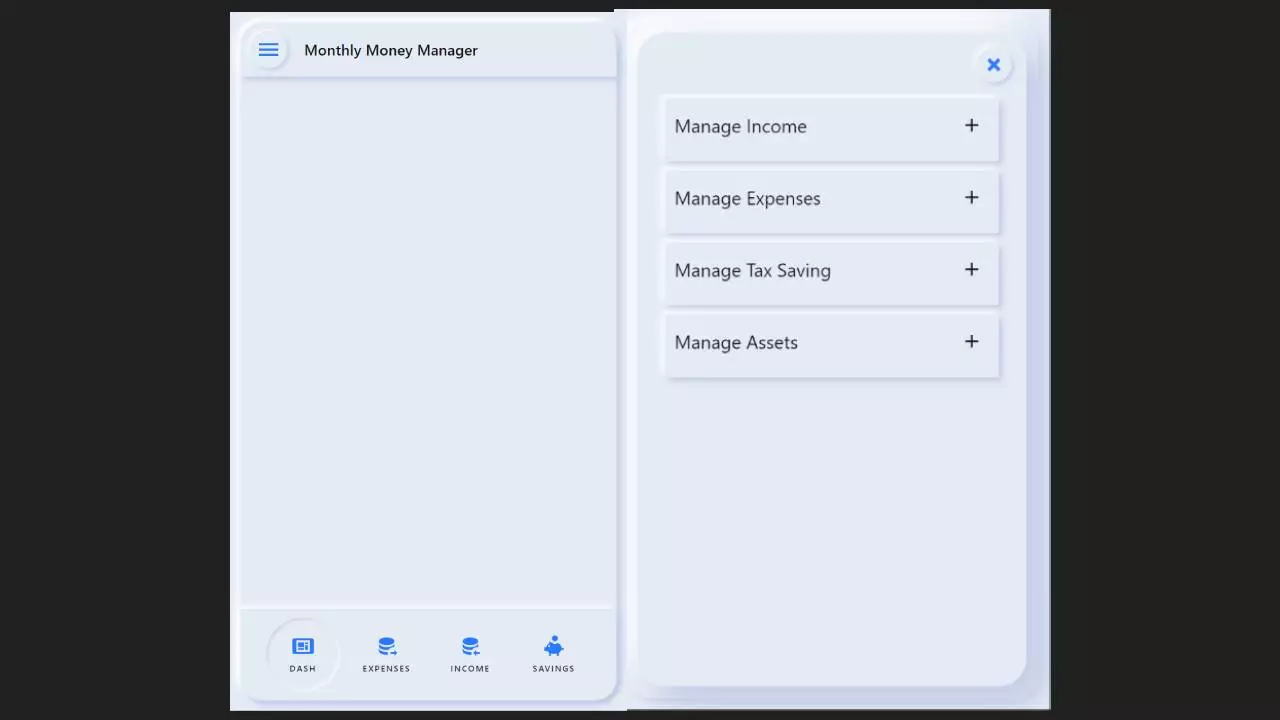 Monthly Money Manager
DASH
EXPENSES
INCOME
SAVINGS
Manage Income +
Manage Expenses +
Manage Tax Saving +
Manage Assets +